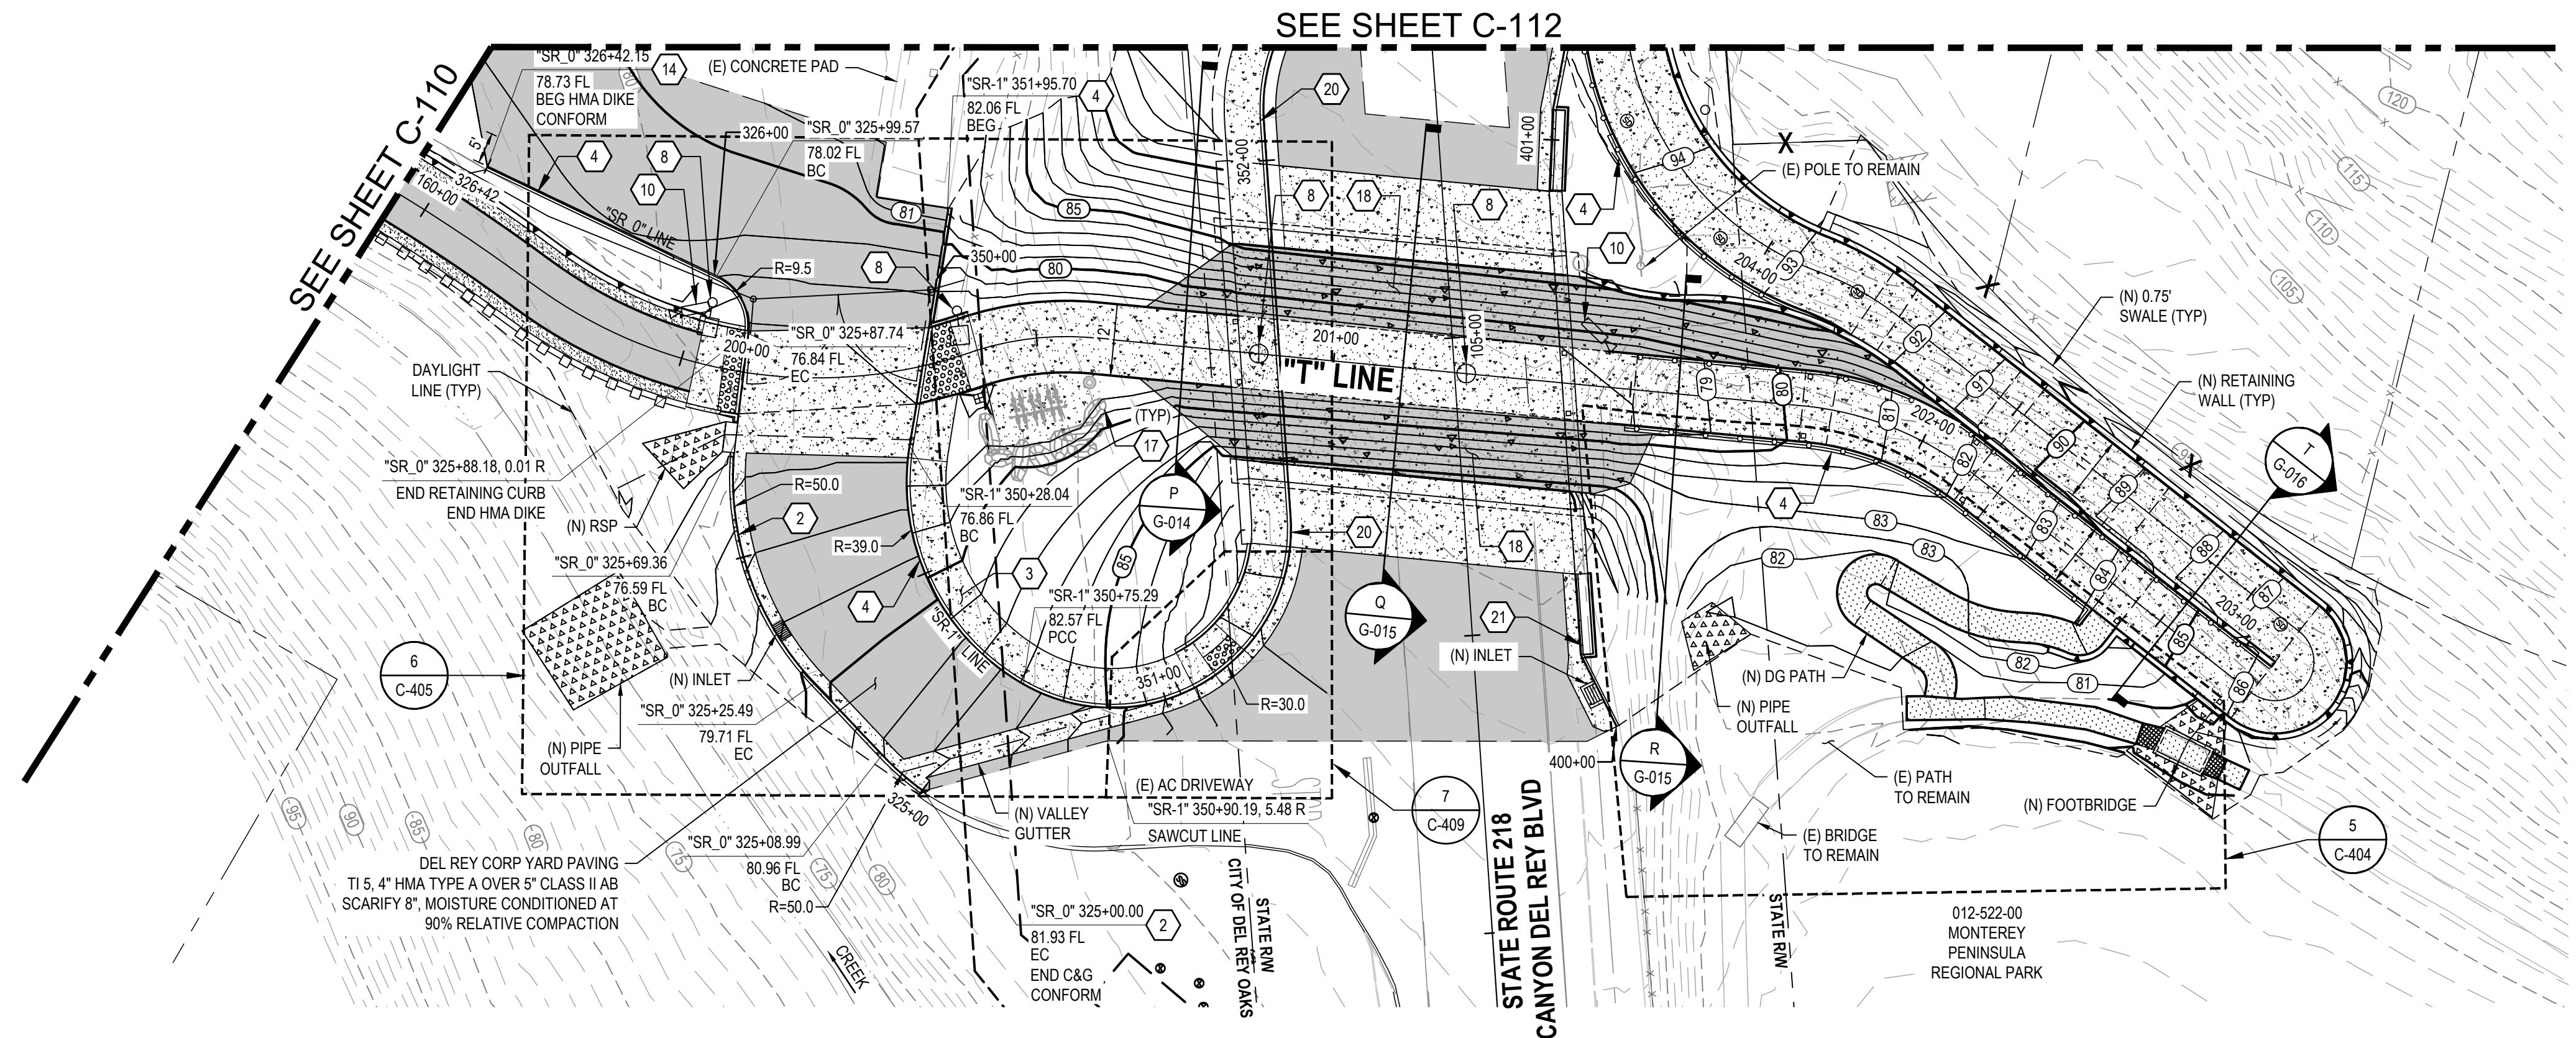 SEE SHEET C-112
SEE SHEET C-110
"SR_0" 326+42.15
78.73 FL
BEG HMA DIKE
CONFORM
14
(E) CONCRETE PAD
"SR-1" 351+95.70
82.06 FL
BEG
4
20
401+00
352+00
94
(E) POLE TO REMAIN
X
120
115
110
105
326+00
"SR_0" 325+99.57
78.02 FL
BC
5'
4
8
10
326+42
160+00
"SR_0" LINE
81
85
8
18
8
4
10
R=9.5
8
350+00
80
204+00
93
X
(N) 0.75'
SWALE (TYP)
"SR_0" 325+87.74
76.84 FL
EC
200+00
12
201+00
105+00
"T" LINE
92
91
79
80
81
202+00
(N) RETAINING
WALL (TYP)
DAYLIGHT
LINE (TYP)
(TYP)
17
82
90
11
89
X
T
G-016
"SR_0" 325+88.18, 0.01 R
END RETAINING CURB
END HMA DIKE
(N) RSP
R=50.0
2
"SR-1" 350+28.04
76.86 FL
BC
P
G-014
R=39.0
20
18
4
83
83
82
83
88
84
87
203+00
85
86
"SR_0" 325+69.36
76.59 FL
BC
4
3
85
"SR-1" 350+75.29
82.57 FL
PCC
"SR-1" LINE
Q
G-015
21
(N) INLET
6
C-405
(N) INLET
351+00
R=30.0
(N) DG PATH
82
81
"SR_0" 325+25.49
79.71 FL
EC
(N) PIPE
OUTFALL
(N) PIPE
OUTFALL
400+00
R
G-015
(E) PATH
TO REMAIN
(N) FOOTBRIDGE
(E) AC DRIVEWAY
"SR-1" 350+90.19, 5.48 R
SAWCUT LINE
7
C-409
(N) VALLEY
GUTTER
325+00
(E) BRIDGE
TO REMAIN
5
C-404
95
90
85
80
75
75
80
"SR_0" 325+08.99
80.96 FL
BC
R=50.0
DEL REY CORP YARD PAVING
TI 5, 4" HMA TYPE A OVER 5" CLASS II AB
SCARIFY 8", MOISTURE CONDITIONED AT
90% RELATIVE COMPACTION
CREEK
"SR_0" 325+00.00
81.93 FL
EC
END C&G
CONFORM
2
CITY OF DEL REY OAKS
STATE R/W
STATE ROUTE 218
CANYON DEL REY BLVD
STATE R/W
012-522-00
MONTEREY
PENINSULA
REGIONAL PARK